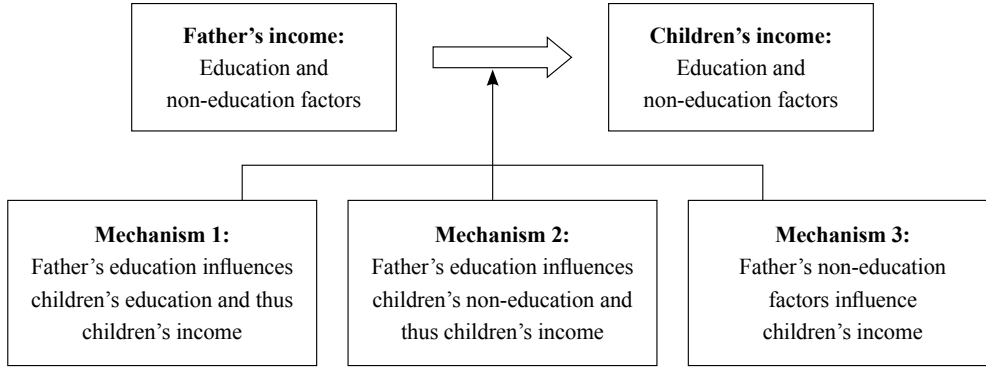 Father’s income:
Education and
non-education factors
Children’s income:
Education and
non-education factors
Mechanism 1:
Father’s education influences
children’s education and thus
children’s income
Mechanism 2:
Father’s education influences
children’s non-education and
thus children’s income
Mechanism 3:
Father’s non-education
factors influence
children’s income